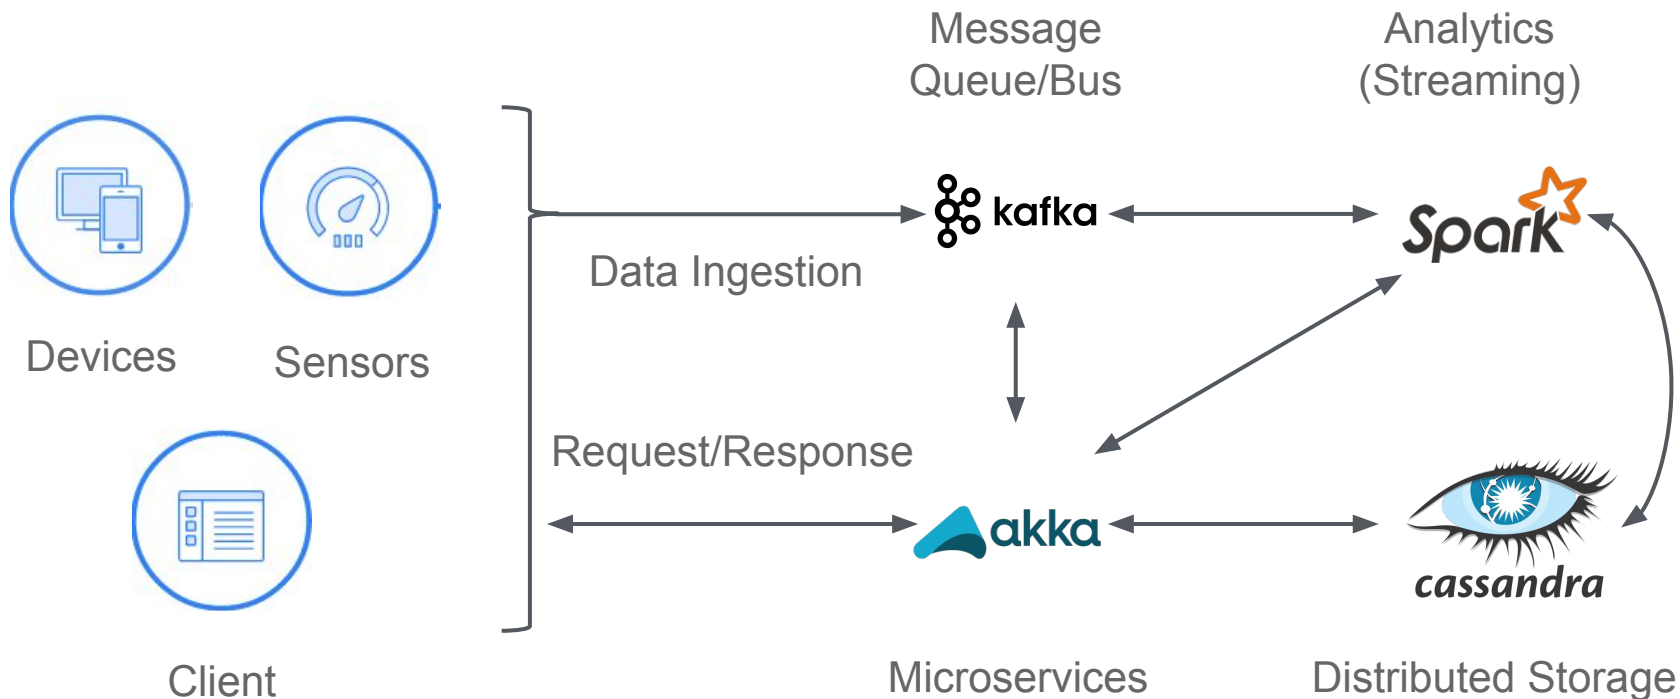 Message
Queue/Bus
Analytics
(Streaming)
kafka
Spark
Data Ingestion
Devices
Sensors
Request/Response
akka
cassandra
Client
Microservices
Distributed Storage